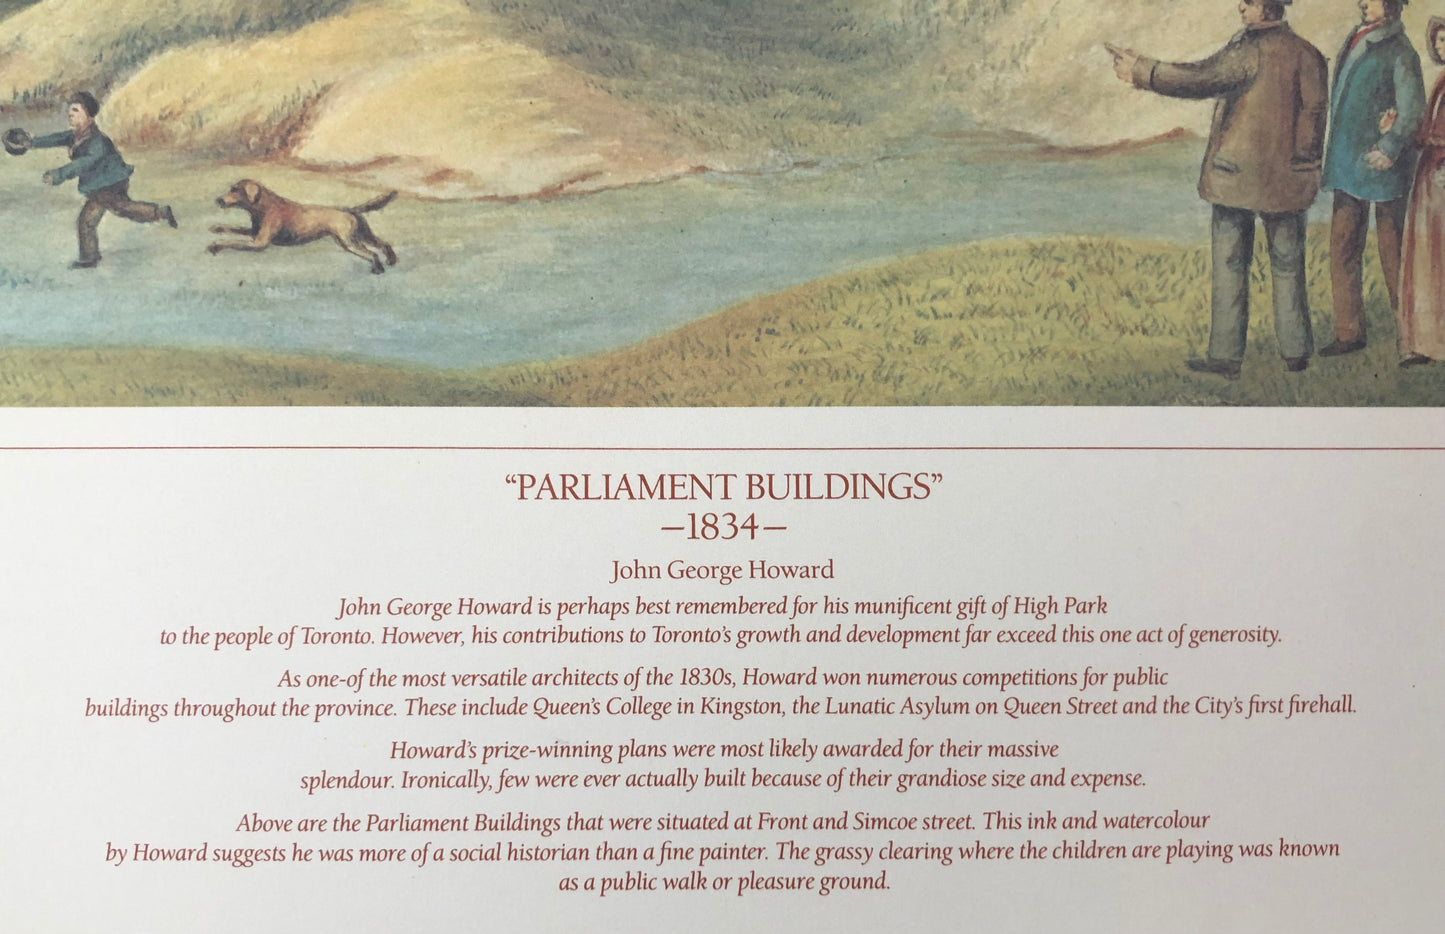 “PARLIAMENT BUILDINGS”
—1834—
John George Howard
John George Howard is perhaps best remembered for his munificent gift of High Park
to the people of Toronto. However, his contributions to Toronto’s growth and development far exceed this one act of generosity.
As one-of the most versatile architects of the 1830s, Howard won numerous competitions for public
buildings throughout the province. These include Queen’s College in Kingston, the Lunatic Asylum on Queen Street and the City’s first firehall.
Howard’s prize-winning plans were most likely awarded for their massive
splendour. Ironically, few were ever actually built because of their grandiose size and expense.
Above are the Parliament Buildings that were situated at Front and Simcoe street. This ink and watercolour
by Howard suggests he was more of a social historian than a fine painter. The grassy clearing where the children are playing was known
as a public walk or pleasure ground.